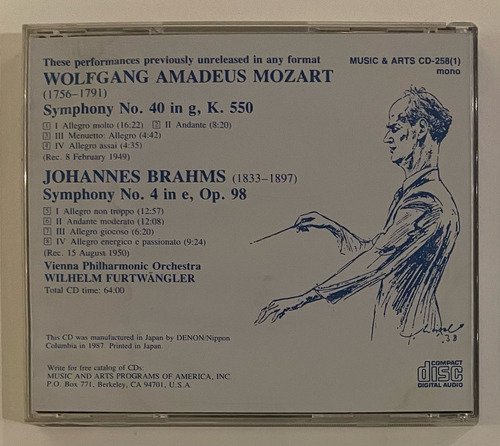 These performances previously unreleased in any format
MUSIC & ARTS CD-258(1)
mono
WOLFGANG AMADEUS MOZART
(1756–1791)
Symphony No. 40 in g, K. 550
1 I Allegro molto (16:22) 2 II Andante (8:20)
3 III Menuetto: Allegro (4:42)
4 IV Allegro assai (4:35)
(Rec. 8 February 1949)
JOHANNES BRAHMS (1833–1897)
Symphony No. 4 in e, Op. 98
5 I Allegro non troppo (12:57)
6 II Andante moderato (12:08)
7 III Allegro giocoso (6:20)
8 IV Allegro energico e passionato (9:24)
(Rec. 15 August 1950)
Vienna Philharmonic Orchestra
WILHELM FURTWÄNGLER
Total CD time: 64:00
This CD was manufactured in Japan by DENON/Nippon
Columbia in 1987. Printed in Japan.
Write for free catalog of CDs:
MUSIC AND ARTS PROGRAMS OF AMERICA, INC
P.O. Box 771, Berkeley, CA 94701, U.S.A.
COMPACT
disc
DIGITAL AUDIO